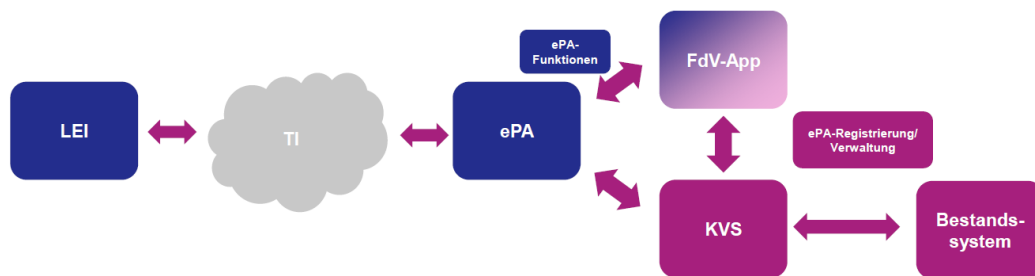 LEI
TI
ePA
ePA-
Funktionen
FdV-App
ePA-Registrierung/
Verwaltung
KVS
Bestands-
system